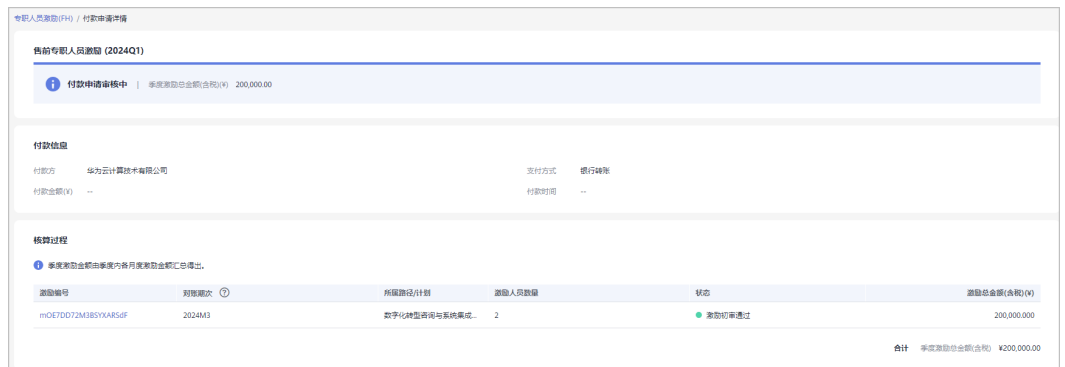 专职人员激励(FH) / 付款申请详情
售前专职人员激励 (2024Q1)
付款申请审核中 | 季度激励总金额(含税)(¥) 200,000.00
付款信息
付款方 华为云计算技术有限公司 支付方式 银行转账
付款金额(¥) -- 付款时间 --
核算过程
季度激励金额由季度内各月度激励金额汇总得出。
激励编号 对账期次 所属路径/计划 激励人员数量 状态 激励总金额(含税)(¥)
mOE7DD72M3BSYXARSdF 2024M3 数字化转型咨询与系统集成... 2 激励初审通过 200,000.000
合计 季度激励总金额(含税) ¥200,000.00